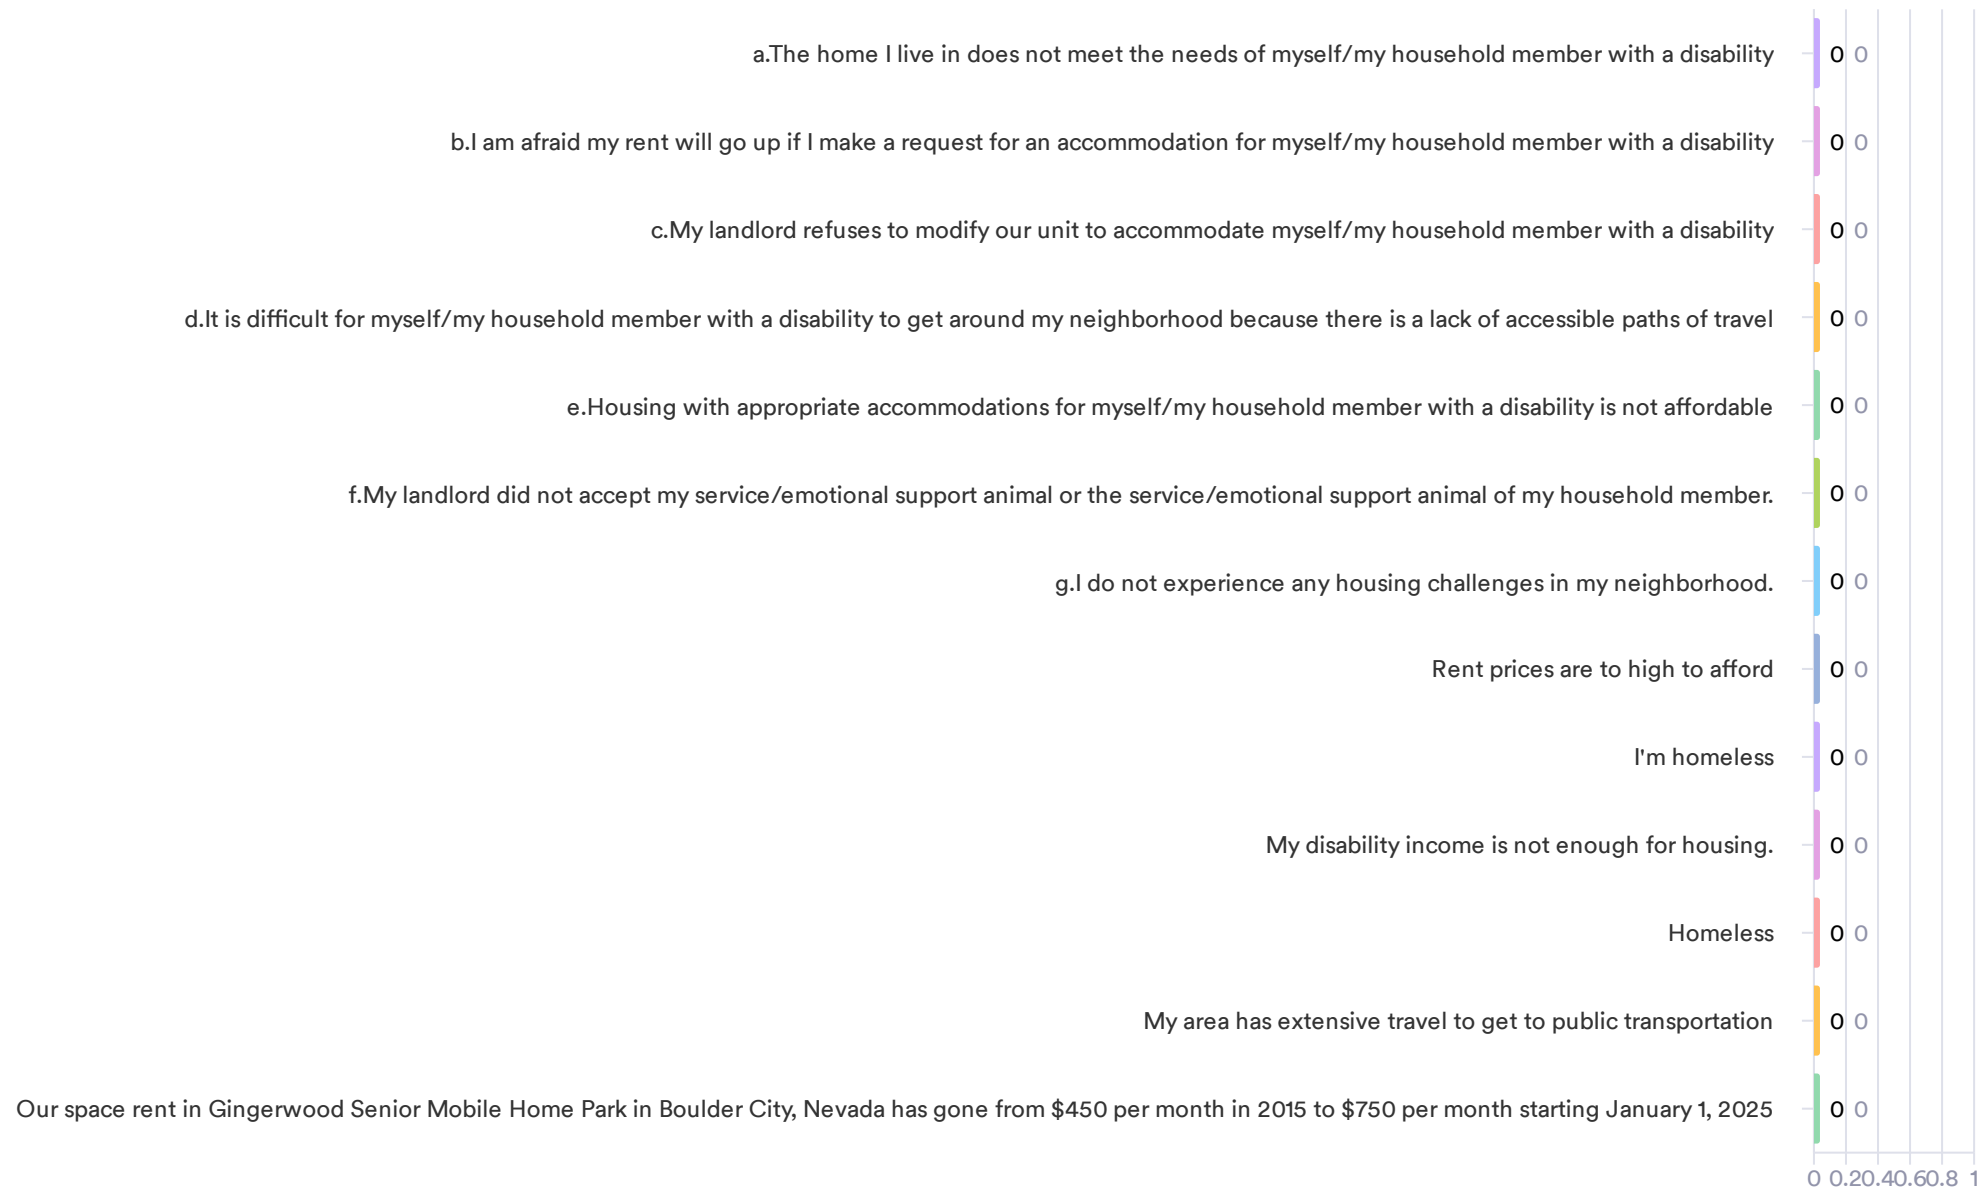 a.The home I live in does not meet the needs of myself/my household member with a disability 0 0
b.I am afraid my rent will go up if I make a request for an accommodation for myself/my household member with a disability 0 0
c.My landlord refuses to modify our unit to accommodate myself/my household member with a disability 0 0
d.It is difficult for myself/my household member with a disability to get around my neighborhood because there is a lack of accessible paths of travel 0 0
e.Housing with appropriate accommodations for myself/my household member with a disability is not affordable 0 0
f.My landlord did not accept my service/emotional support animal or the service/emotional support animal of my household member. 0 0
g.I do not experience any housing challenges in my neighborhood. 0 0
Rent prices are to high to afford 0 0
I'm homeless 0 0
My disability income is not enough for housing. 0 0
Homeless 0 0
My area has extensive travel to get to public transportation 0 0
Our space rent in Gingerwood Senior Mobile Home Park in Boulder City, Nevada has gone from $450 per month in 2015 to $750 per month starting January 1, 2025 0 0
0 0.2 0.4 0.6 0.8 1